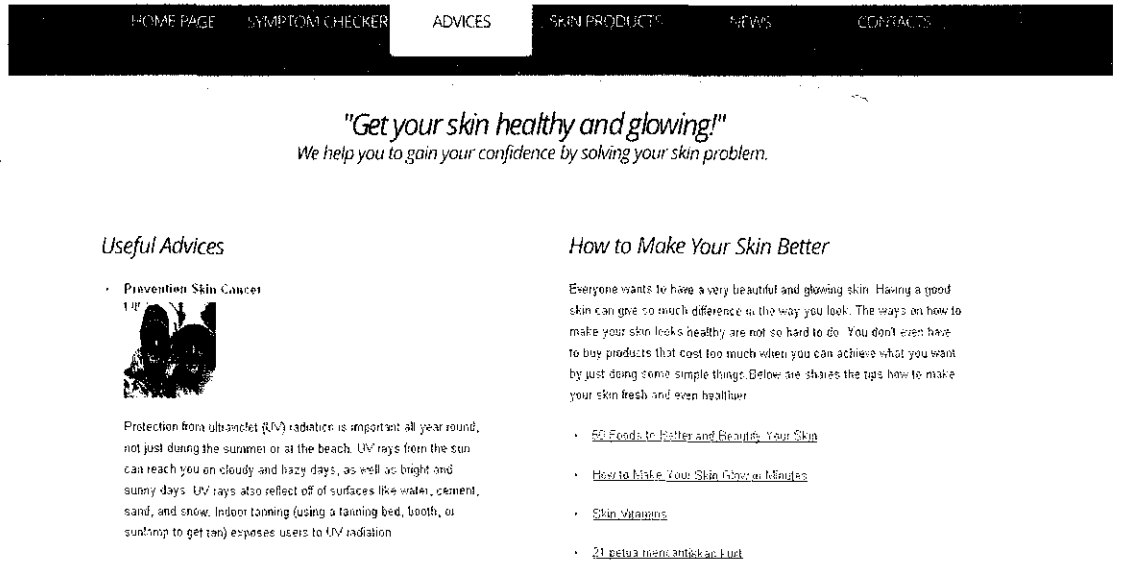 HOME PAGE SYMPTOM CHECKER ADVICES SKIN PRODUCTS NEWS CONTACTS
"Get your skin healthy and glowing!"
We help you to gain your confidence by solving your skin problem.
Useful Advices
Prevention Skin Cancer
Protection from ultraviolet (UV) radiation is important all year round,
not just during the summer or at the beach. UV rays from the sun
can reach you on cloudy and hazy days, as well as bright and
sunny days. UV rays also reflect off of surfaces like water, cement,
sand, and snow. Indoor tanning (using a tanning bed, booth, or
sunlamp to get tan) exposes users to UV radiation
How to Make Your Skin Better
Everyone wants to have a very beautiful and glowing skin. Having a good
skin can give so much difference in the way you look. The ways on how to
make your skin looks healthy are not so hard to do. You don't even have
to buy products that cost too much when you can achieve what you want
by just doing some simple things.Below are shares the tips how to make
your skin fresh and even healthier
Foods to and Beautify Your Skin
How to Make Your Skin Glow in Minutes
Skin Vitamins
21 petua mencantikkan kulit